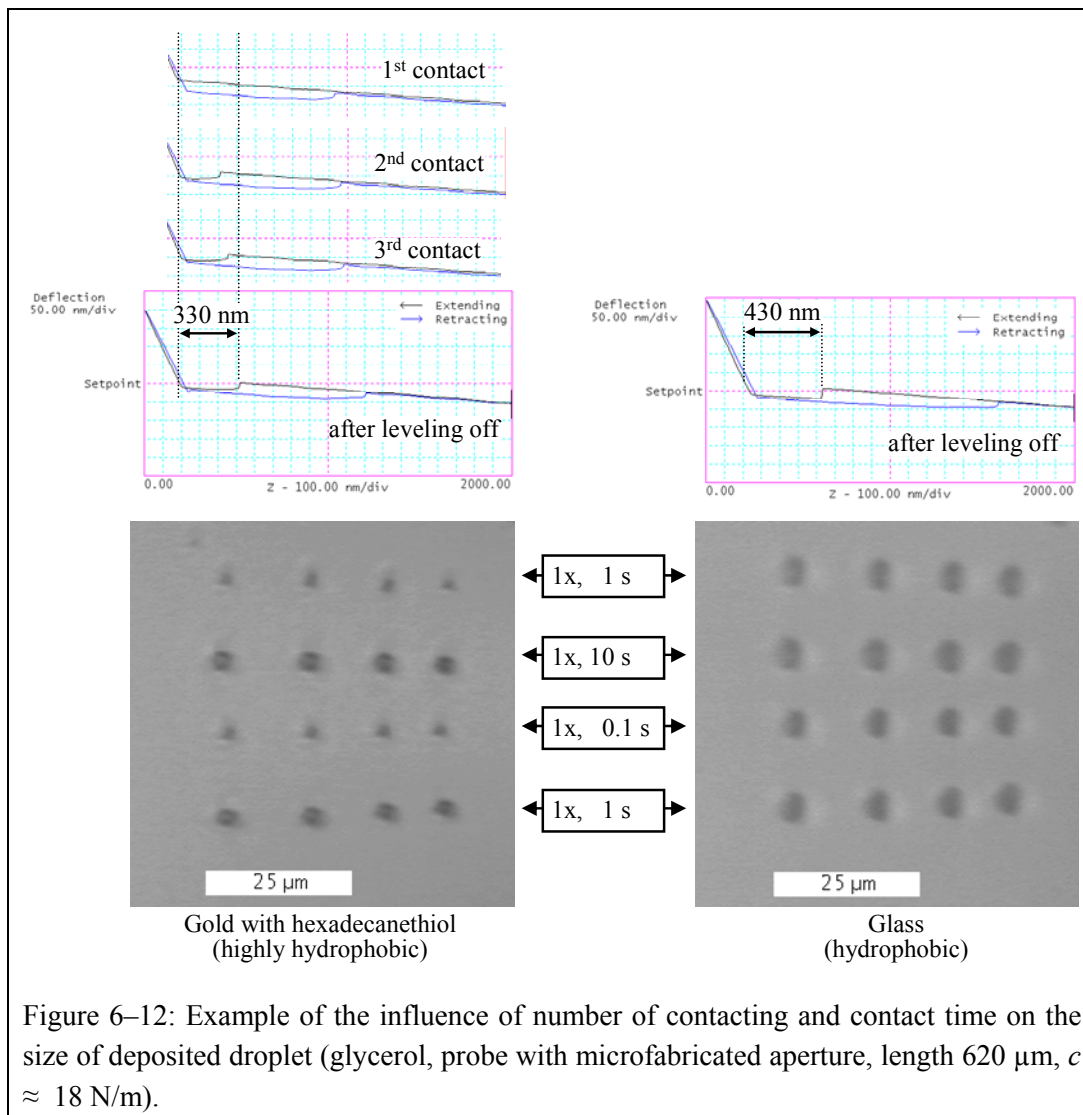 1st contact
2nd contact
3rd contact
Deflection
50.00 nm/div
330 nm
Extending
Retracting
Setpoint
after leveling off
0.00
Z - 100.00 nm/div
2000.00
Deflection
50.00 nm/div
430 nm
Extending
Retracting
Setpoint
after leveling off
0.00
Z - 100.00 nm/div
2000.00
1x, 1 s
1x, 10 s
1x, 0.1 s
1x, 1 s
25 µm
25 µm
Gold with hexadecanethiol
(highly hydrophobic)
Glass
(hydrophobic)
Figure 6–12: Example of the influence of number of contacting and contact time on the
size of deposited droplet (glycerol, probe with microfabricated aperture, length 620 µm, c
≈ 18 N/m).